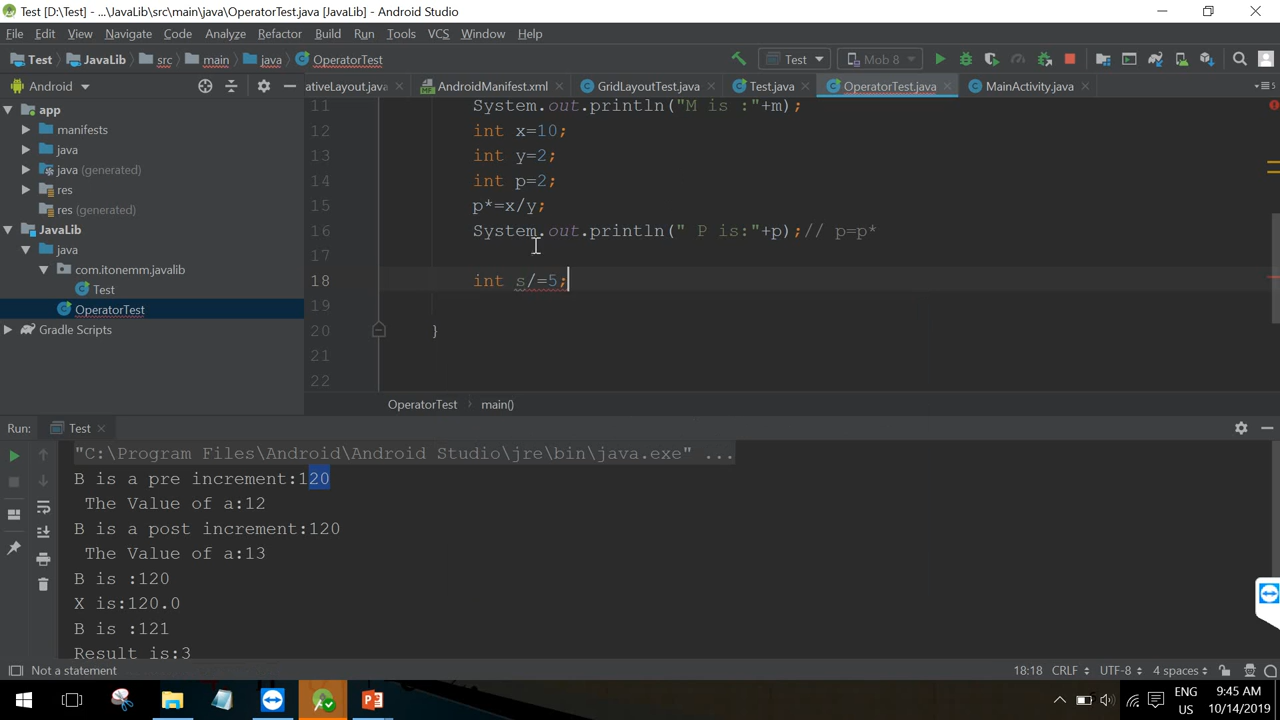 Test [D:\Test] - ...\JavaLib\src\main\java\OperatorTest.java [JavaLib] - Android Studio
File Edit View Navigate Code Analyze Refactor Build Run Tools VCS Window Help
Test JavaLib src main java OperatorTest Test Mob 8
Android ativeLayout.java AndroidManifest.xml GridLayoutTest.java Test.java OperatorTest.java MainActivity.java
app
manifests
java
java (generated)
res
res (generated)
JavaLib
java
com.itonemm.javalib
Test
OperatorTest
Gradle Scripts
11 System.out.println("M is :"+m);
12 int x=10;
13 int y=2;
14 int p=2;
15 p*=x/y;
16 System.out.println(" P is:"+p);// p=p*
17
18 int s/=5;
19
20 }
21
22
OperatorTest main()
Run: Test
"C:\Program Files\Android\Android Studio\jre\bin\java.exe" ...
B is a pre increment:120
The Value of a:12
B is a post increment:120
The Value of a:13
B is :120
X is:120.0
B is :121
Result is:3
Not a statement 18:18 CRLF UTF-8 4 spaces
ENG 9:45 AM
US 10/14/2019